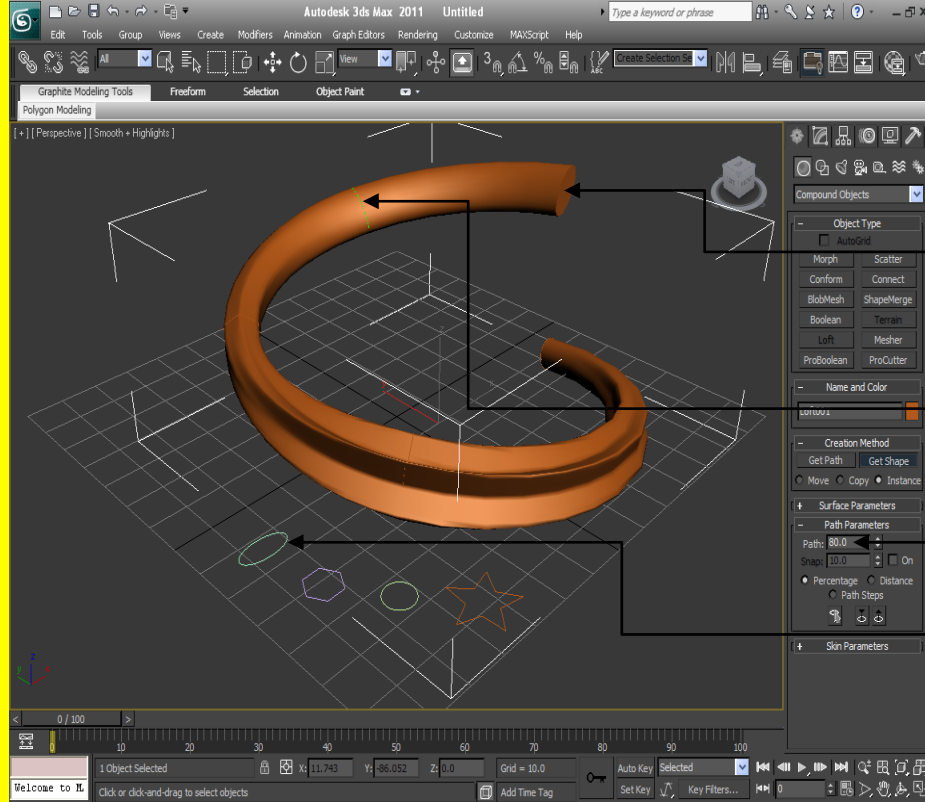 Autodesk 3ds Max 2011 Untitled
Type a keyword or phrase
Edit Tools Group Views Create Modifiers Animation Graph Editors Rendering Customize MAXScript Help
All View 3 Create Selection Se
Graphite Modeling Tools Freeform Selection Object Paint
Polygon Modeling
[ + ] [ Perspective ] [ Smooth + Highlights ]
Compound Objects
- Object Type
AutoGrid
Morph Scatter
Conform Connect
BlobMesh ShapeMerge
Boolean Terrain
Loft Mesher
ProBoolean ProCutter
- Name and Color
Loft001
- Creation Method
Get Path Get Shape
Move Copy Instance
+ Surface Parameters
- Path Parameters
Path: 80.0
Snap: 10.0 On
Percentage Distance
Path Steps
+ Skin Parameters
z
y x
< 0 / 100 >
0 10 20 30 40 50 60 70 80 90 100
1 Object Selected X: 11.743 Y: -86.052 Z: 0.0 Grid = 10.0 Auto Key Selected
Welcome to M Click or click-and-drag to select objects Add Time Tag Set Key Key Filters... 0